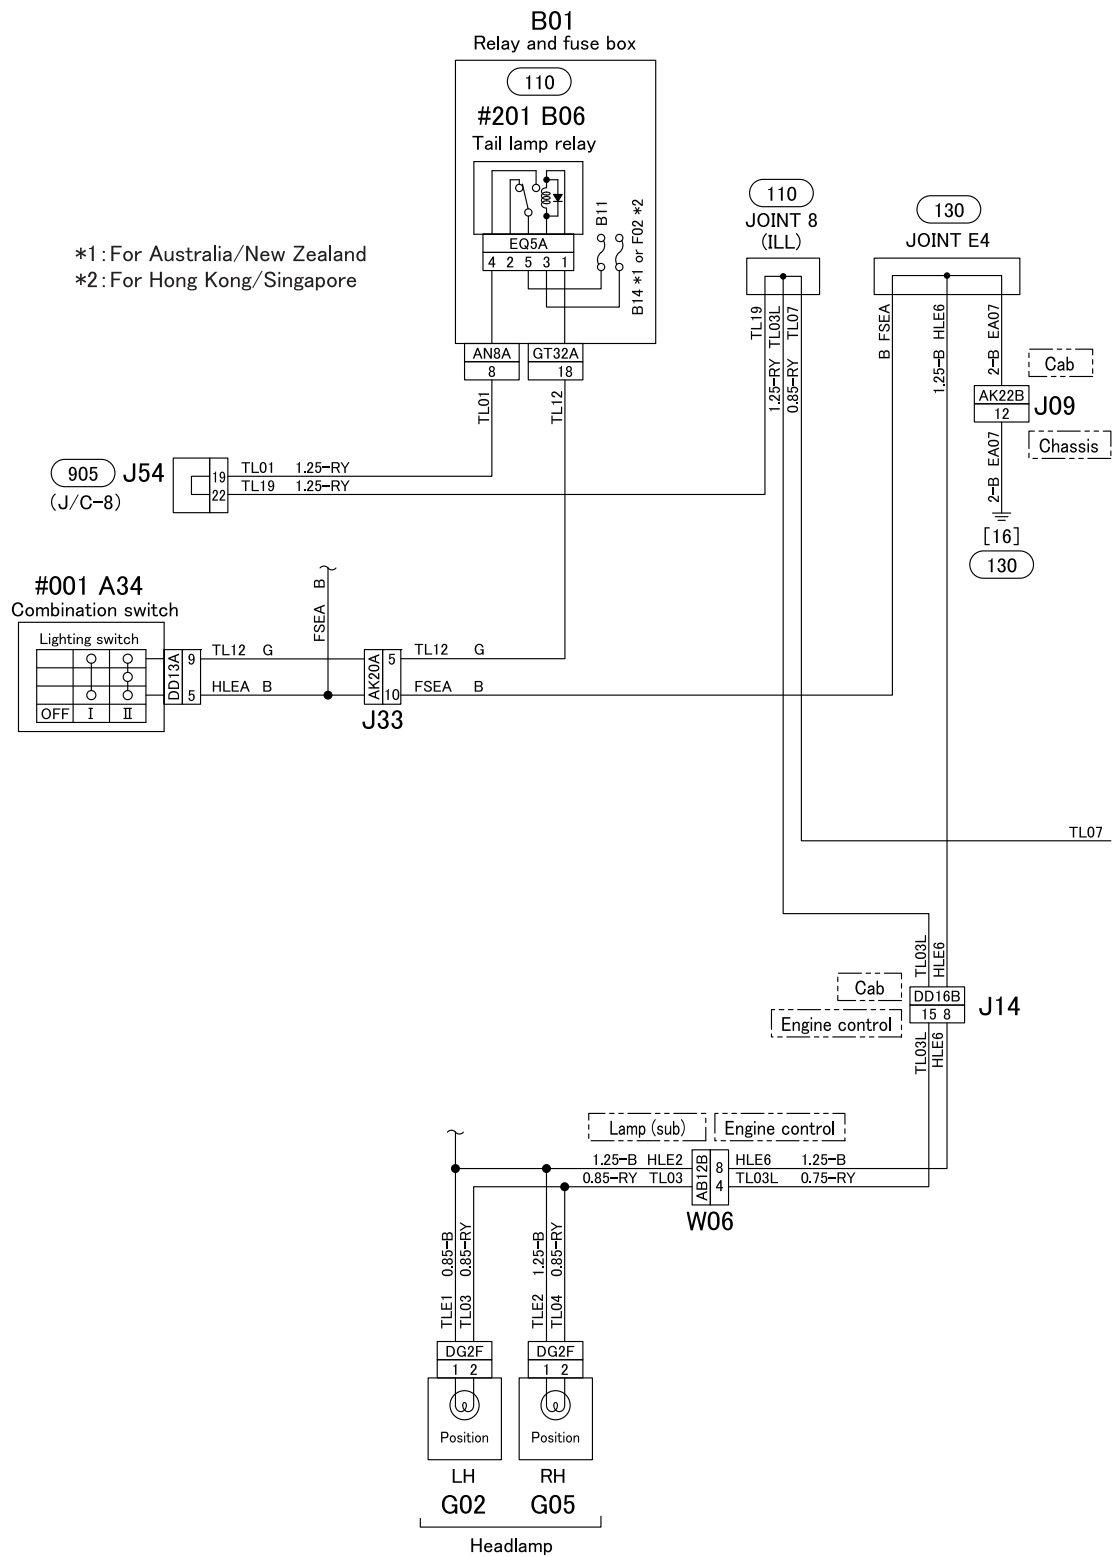 B01
Relay and fuse box
110
#201 B06
Tail lamp relay
B11
B14 *1 or F02 *2
EQ5A
4 2 5 3 1
AN8A
8
GT32A
18
TL01
TL12
*1:For Australia/New Zealand
*2:For Hong Kong/Singapore
110
JOINT 8
(ILL)
TL19
1.25-RY TL03L
0.85-RY TL07
130
JOINT E4
B FSEA
1.25-B HLE6
2-B EA07
Cab
AK22B
12
J09
Chassis
2-B EA07
[16]
130
905
J54
(J/C-8)
19
22
TL01 1.25-RY
TL19 1.25-RY
#001 A34
Combination switch
Lighting switch
OFF I II
DD13A
9
5
TL12 G
HLEA B
FSEA B
AK20A
5
10
J33
TL12 G
FSEA B
TL07
TL03L
HLE6
Cab
Engine control
DD16B
15 8
J14
TL03L
HLE6
Lamp (sub)
Engine control
1.25-B HLE2
0.85-RY TL03
AB12B
8
4
W06
HLE6 1.25-B
TL03L 0.75-RY
TLE1 0.85-B
TL03 0.85-RY
TLE2 1.25-B
TL04 0.85-RY
DG2F
1 2
Position
LH
G02
DG2F
1 2
Position
RH
G05
Headlamp